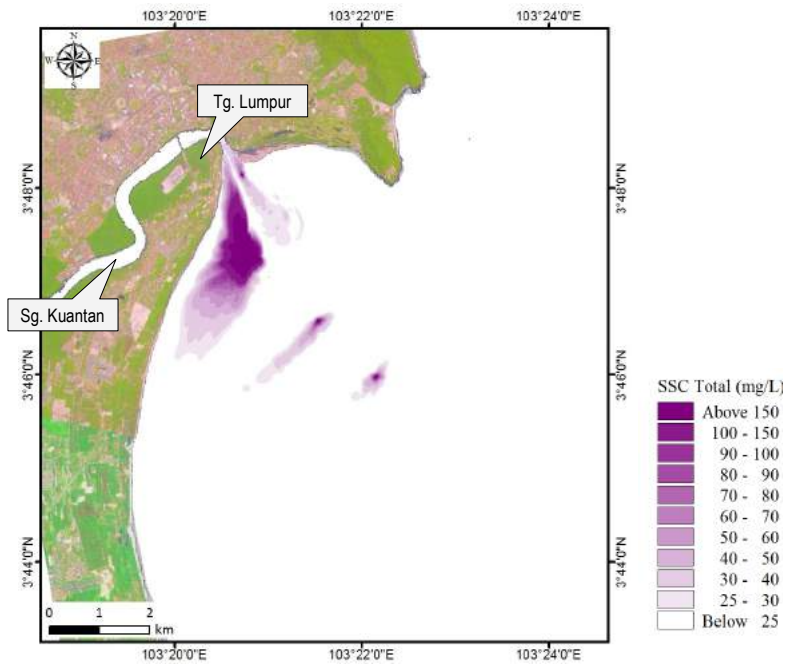 103°20'0"E 103°22'0"E 103°24'0"E
N
W E
S
Tg. Lumpur
3°48'0"N 3°48'0"N
Sg. Kuantan
3°46'0"N 3°46'0"N
SSC Total (mg/L)
Above 150
100 - 150
90 - 100
80 - 90
70 - 80
60 - 70
50 - 60
40 - 50
30 - 40
25 - 30
Below 25
3°44'0"N 3°44'0"N
0 1 2
km
103°20'0"E 103°22'0"E 103°24'0"E